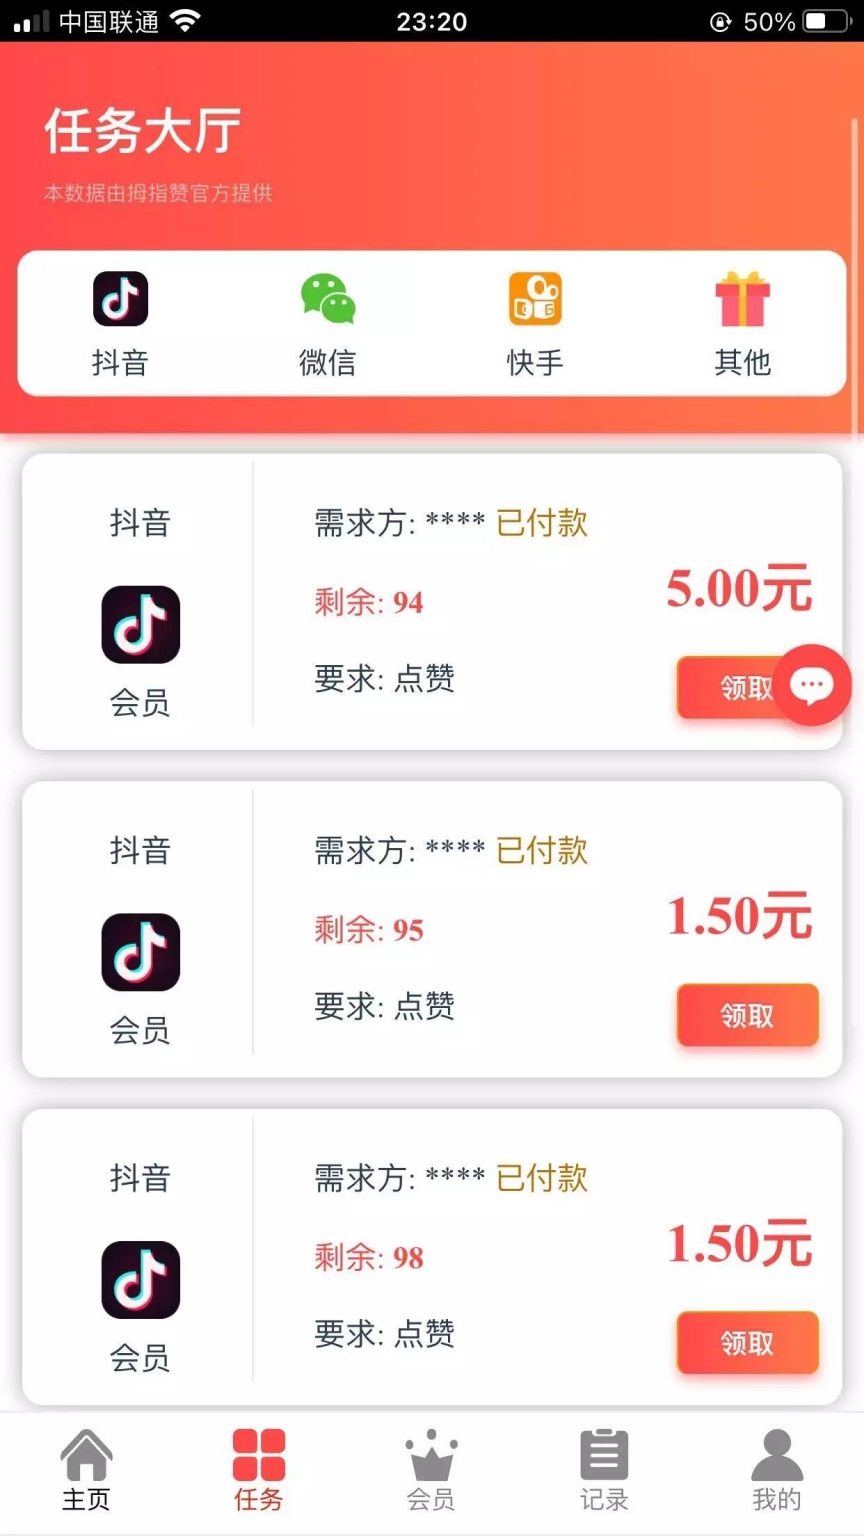 中国联通 23:20 50%
任务大厅
本数据由拇指赞官方提供
抖音 微信 快手 其他
抖音
需求方: **** 已付款
剩余: 94
5.00元
要求: 点赞
领取
会员
抖音
需求方: **** 已付款
剩余: 95
1.50元
要求: 点赞
领取
会员
抖音
需求方: **** 已付款
剩余: 98
1.50元
要求: 点赞
领取
会员
主页 任务 会员 记录 我的